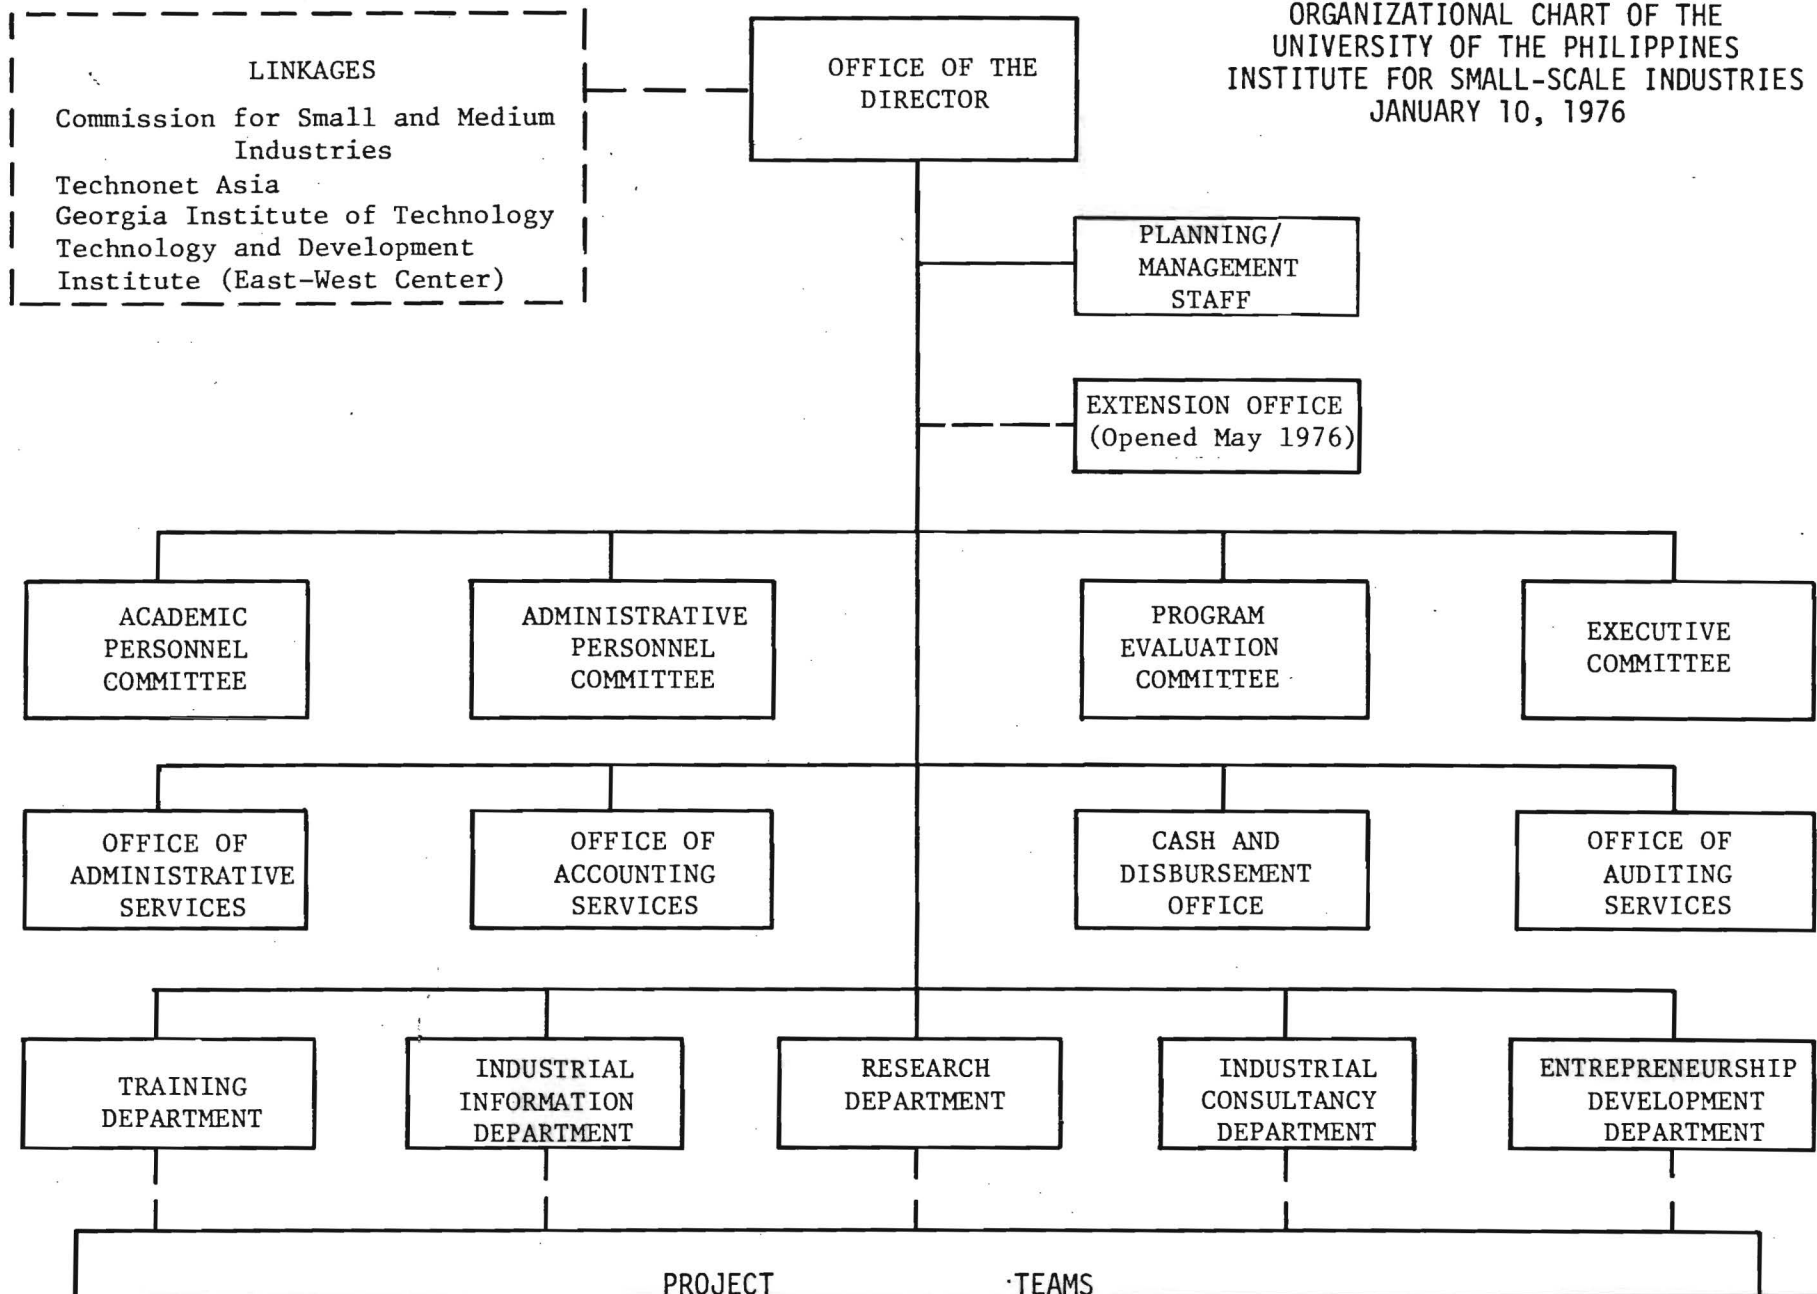 ORGANIZATIONAL CHART OF THE
UNIVERSITY OF THE PHILIPPINES
INSTITUTE FOR SMALL-SCALE INDUSTRIES
JANUARY 10, 1976
LINKAGES
Commission for Small and Medium
Industries
Technonet Asia
Georgia Institute of Technology
Technology and Development
Institute (East-West Center)
OFFICE OF THE
DIRECTOR
PLANNING/
MANAGEMENT
STAFF
EXTENSION OFFICE
(Opened May 1976)
ACADEMIC
PERSONNEL
COMMITTEE
ADMINISTRATIVE
PERSONNEL
COMMITTEE
PROGRAM
EVALUATION
COMMITTEE
EXECUTIVE
COMMITTEE
OFFICE OF
ADMINISTRATIVE
SERVICES
OFFICE OF
ACCOUNTING
SERVICES
CASH AND
DISBURSEMENT
OFFICE
OFFICE OF
AUDITING
SERVICES
TRAINING
DEPARTMENT
INDUSTRIAL
INFORMATION
DEPARTMENT
RESEARCH
DEPARTMENT
INDUSTRIAL
CONSULTANCY
DEPARTMENT
ENTREPRENEURSHIP
DEVELOPMENT
DEPARTMENT
PROJECT TEAMS